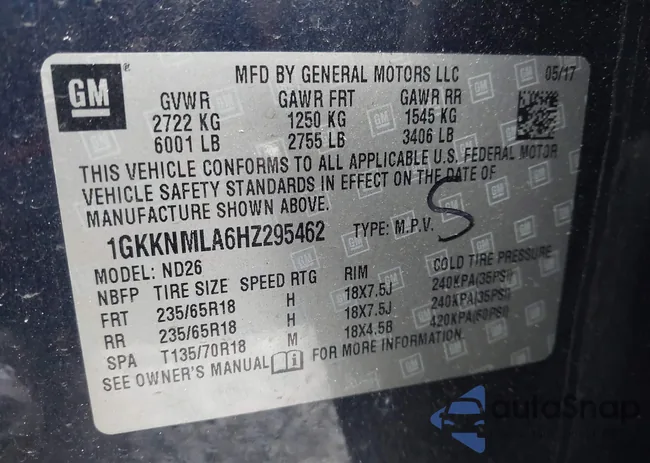 GM ® MFD BY GENERAL MOTORS LLC 05/17
GVWR GAWR FRT GAWR RR
2722 KG 1250 KG 1545 KG
6001 LB 2755 LB 3406 LB
THIS VEHICLE CONFORMS TO ALL APPLICABLE U.S. FEDERAL MOTOR
VEHICLE SAFETY STANDARDS IN EFFECT ON THE DATE OF
MANUFACTURE SHOWN ABOVE.
1GKKNMLA6HZ295462 TYPE: M.P.V. S
MODEL: ND26
NBFP TIRE SIZE SPEED RTG RIM COLD TIRE PRESSURE
FRT 235/65R18 H 18X7.5J 240KPA(35PSI)
RR 235/65R18 H 18X7.5J 240KPA(35PSI)
SPA T135/70R18 M 18X4.5B 420KPA(60PSI)
SEE OWNER'S MANUAL FOR MORE INFORMATION.
autoSnap